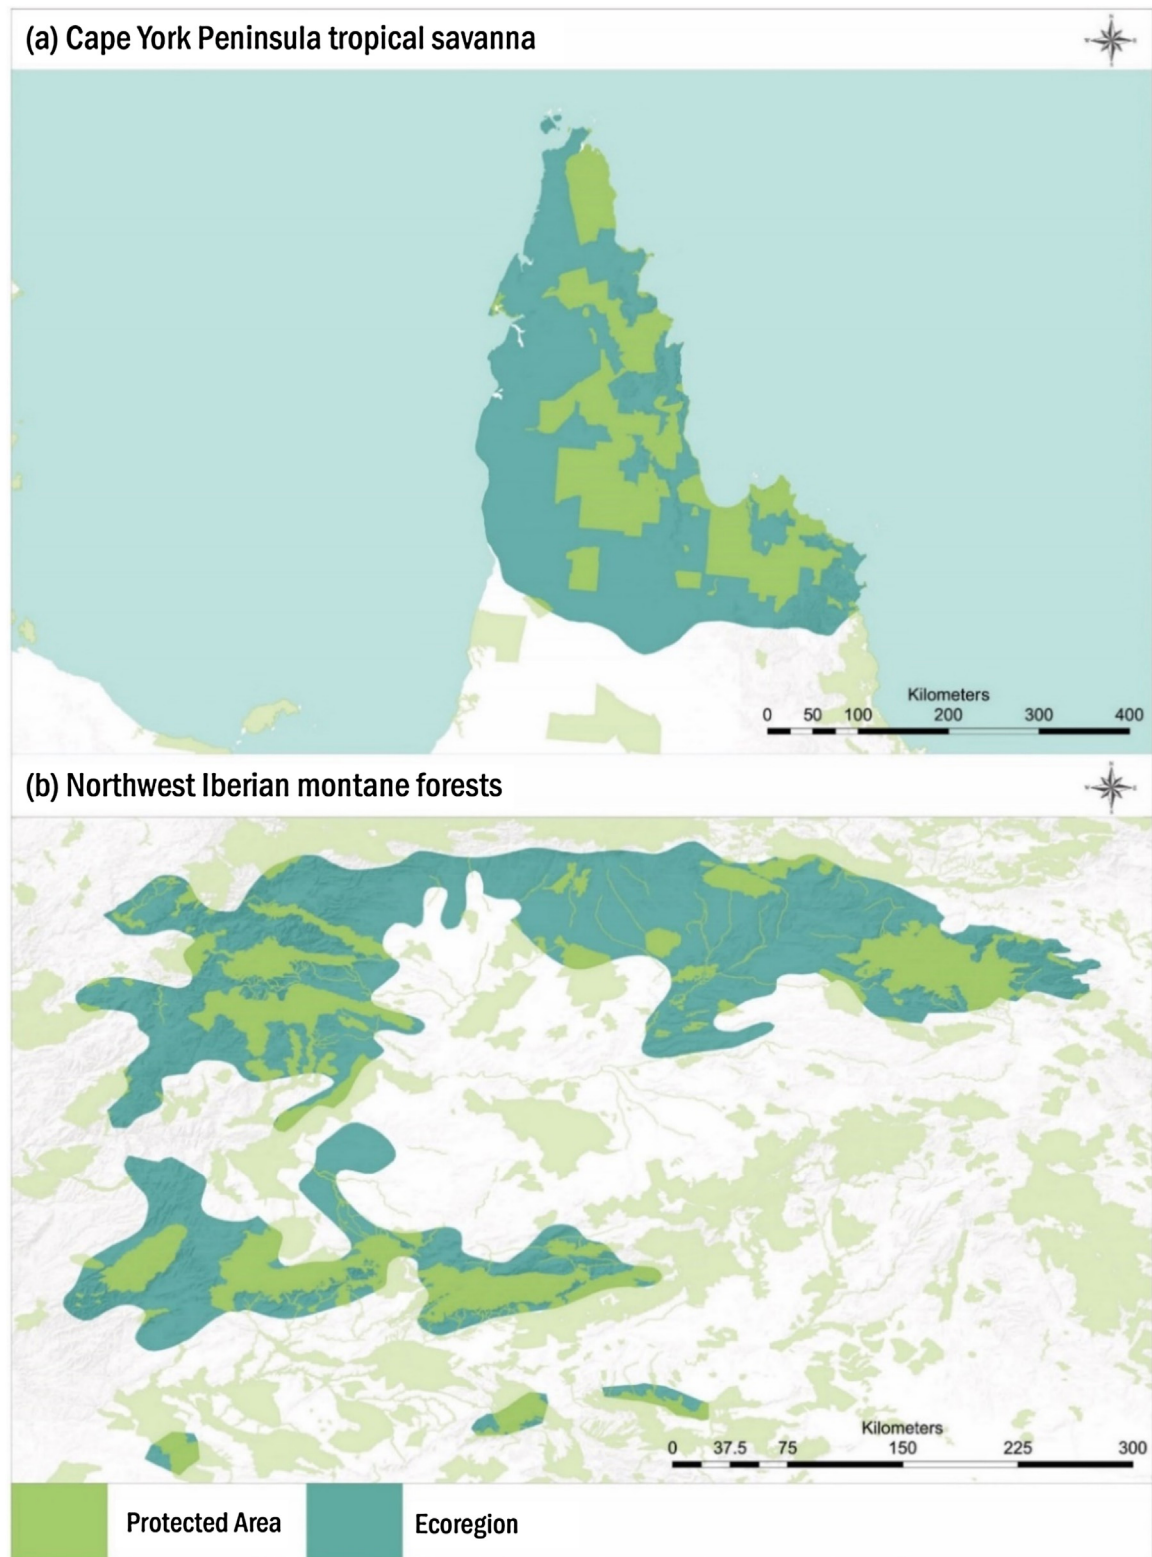 (a) Cape York Peninsula tropical savanna
Kilometers
0 50 100 200 300 400
(b) Northwest Iberian montane forests
Kilometers
0 37.5 75 150 225 300
Protected Area Ecoregion